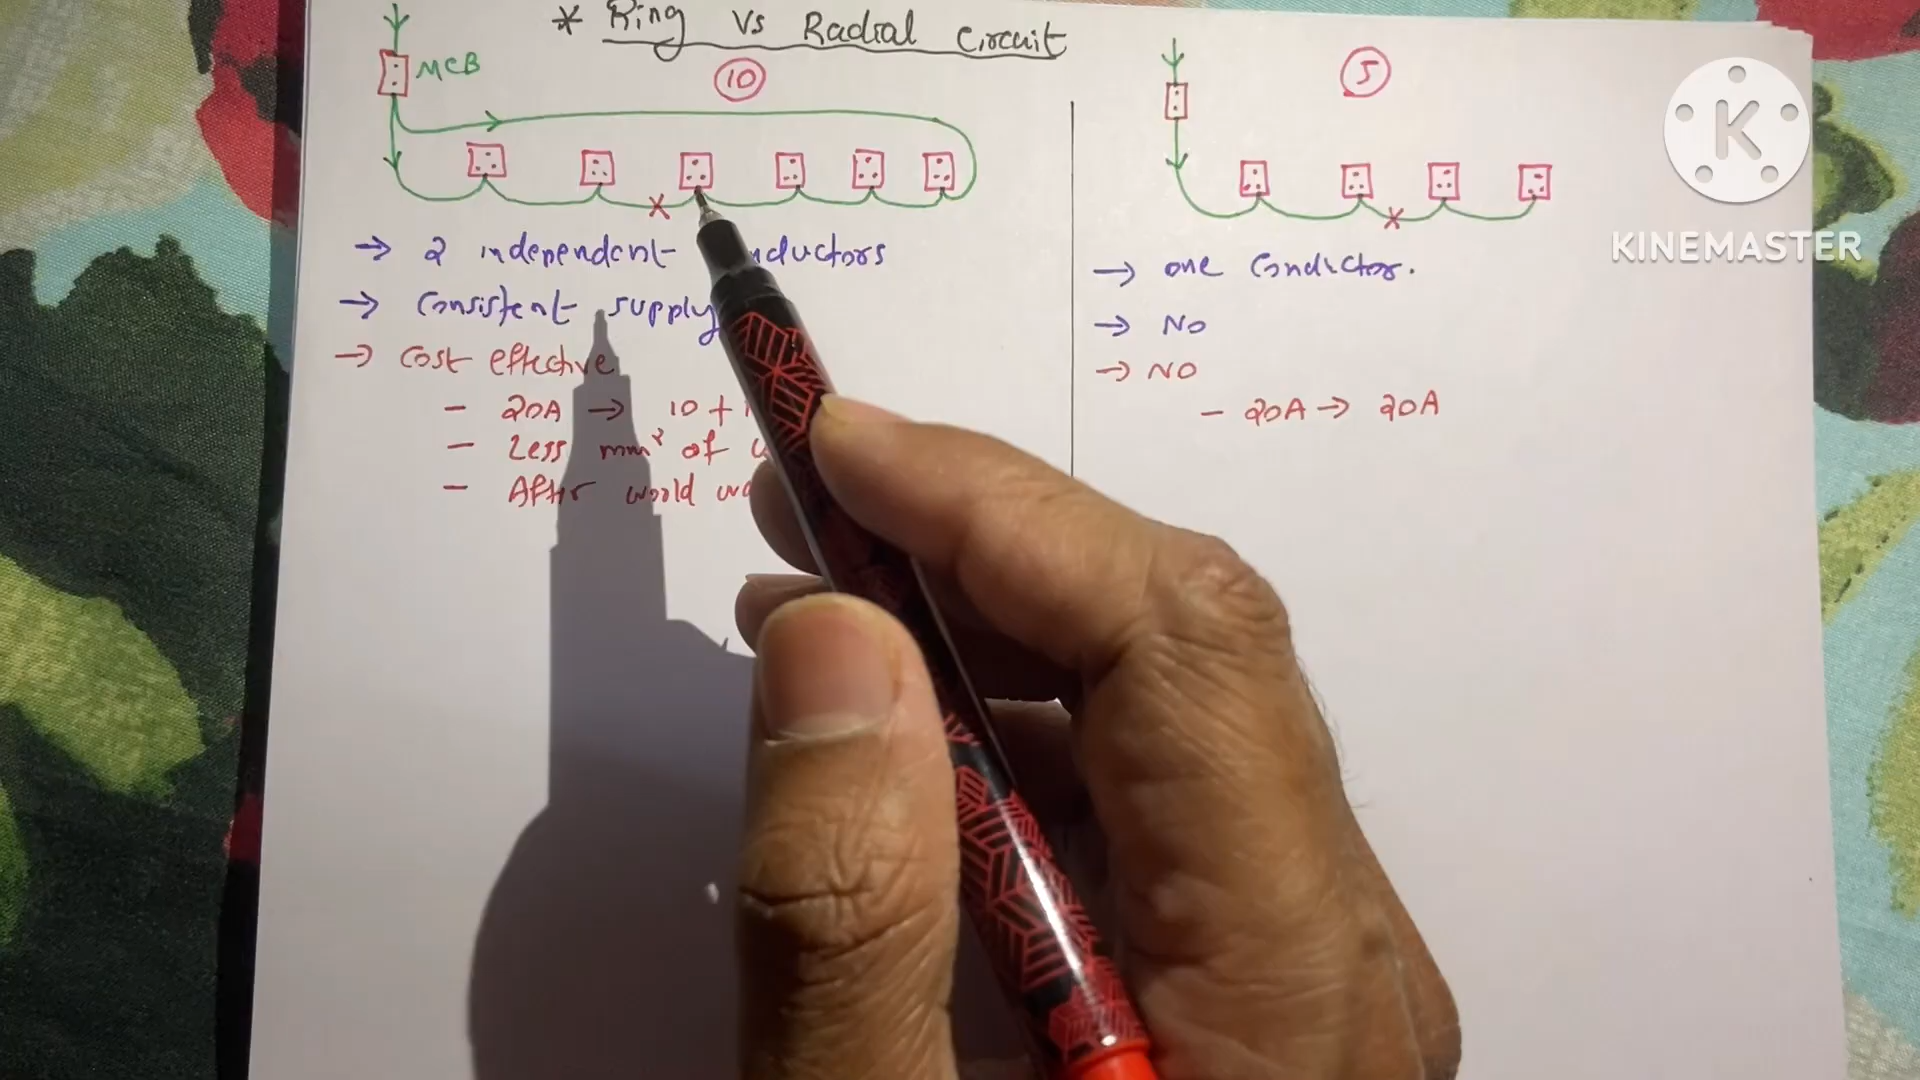 * Ring Vs Radial Circuit
MCB
10
→ 2 independent nductors
→ Consistent supply
→ Cost effective
- 20A → 10 +
- Less mm² of
- After world
5
→ one Conductor.
→ NO
→ NO
- 20A → 20A
K
KINEMASTER